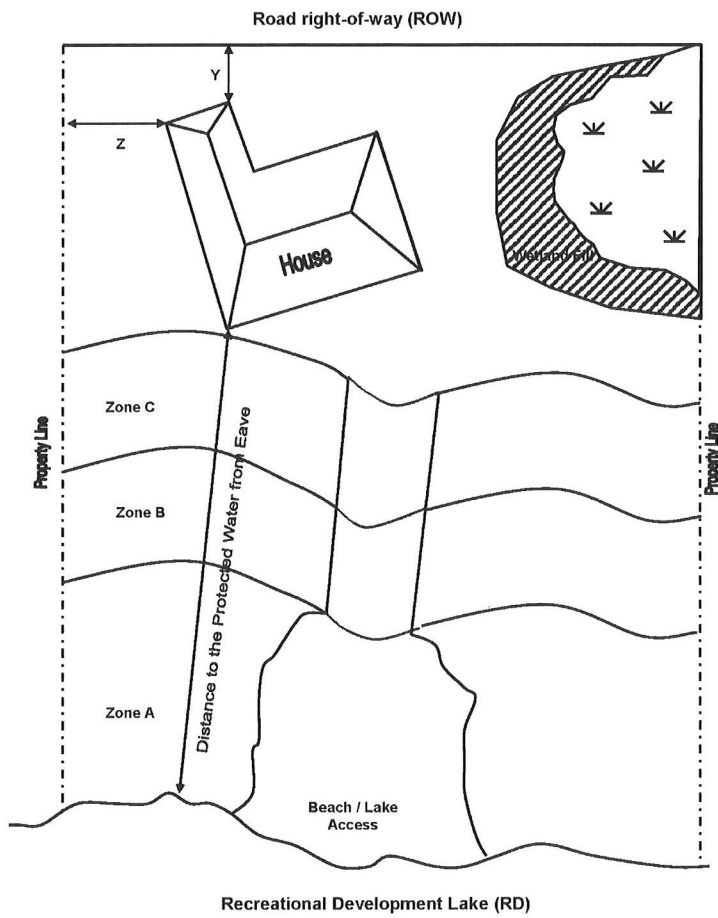 Road right-of-way (ROW)
Y
Z
House
Wetland Fill
Zone C
Property Line
Property Line
Distance to the Protected Water from Eave
Zone B
Zone A
Beach / Lake
Access
Recreational Development Lake (RD)